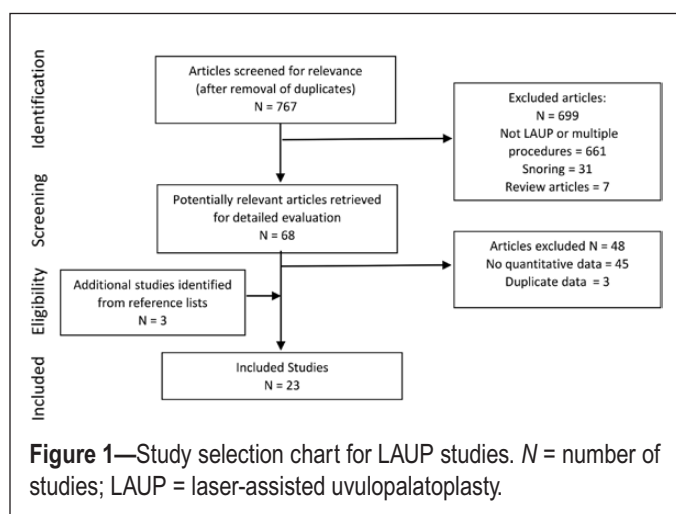 Identification
Articles screened for relevance
(after removal of duplicates)
N = 767
Excluded articles:
N = 699
Not LAUP or multiple
procedures = 661
Snoring = 31
Review articles = 7
Screening
Potentially relevant articles retrieved
for detailed evaluation
N = 68
Articles excluded N = 48
No quantitative data = 45
Duplicate data = 3
Eligibility
Additional studies identified
from reference lists
N = 3
Included
Included Studies
N = 23
Figure 1—Study selection chart for LAUP studies. N = number of
studies; LAUP = laser-assisted uvulopalatoplasty.